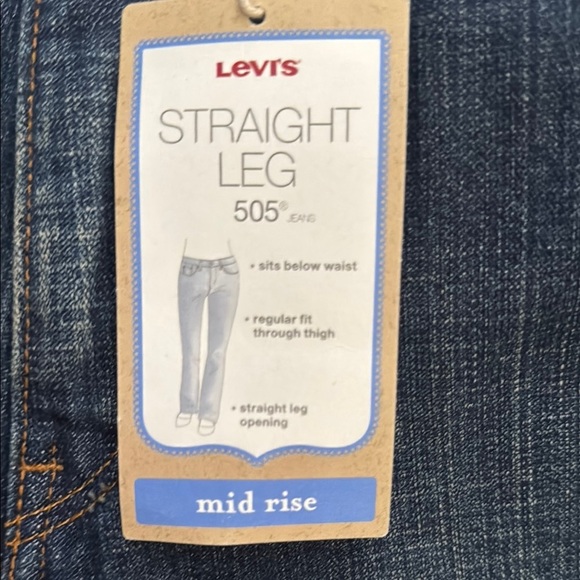 Levi's
STRAIGHT
LEG
505® JEANS
• sits below waist
• regular fit
through thigh
• straight leg
opening
mid rise